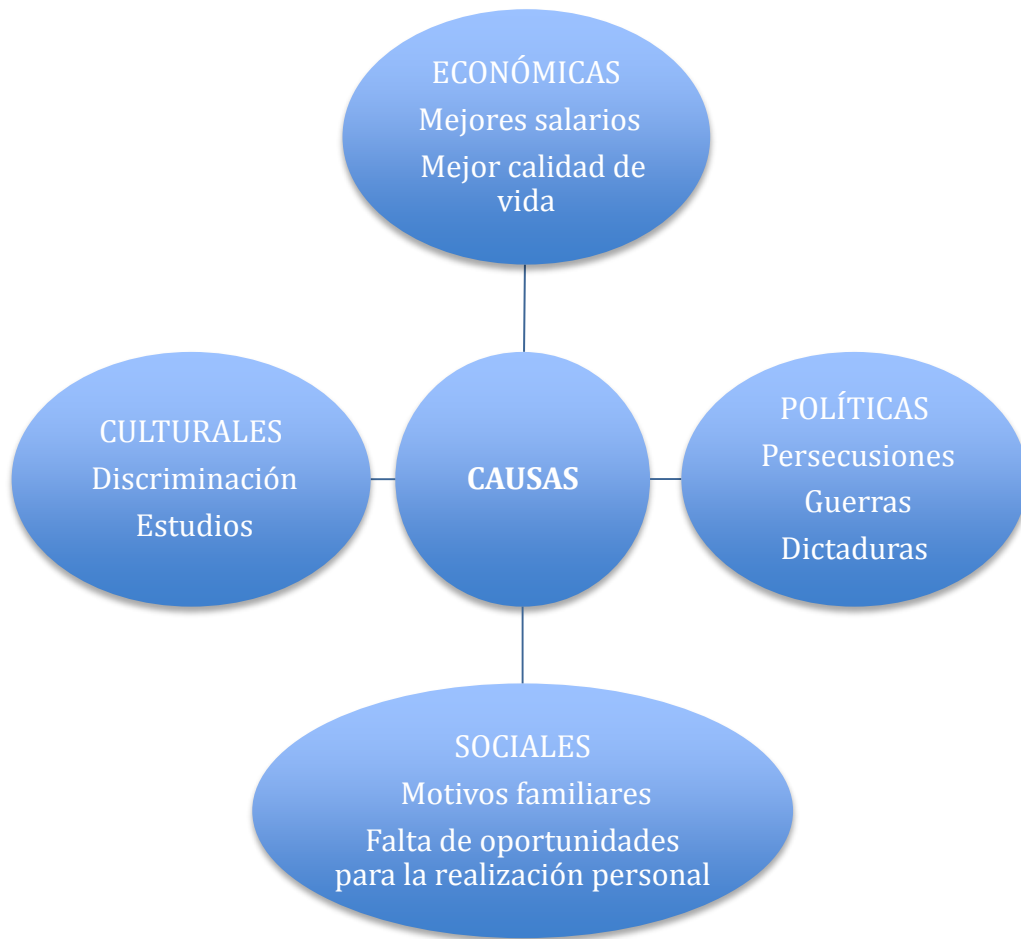 ECONÓMICAS
Mejores salarios
Mejor calidad de
vida
CULTURALES
Discriminación
Estudios
CAUSAS
POLÍTICAS
Persecusiones
Guerras
Dictaduras
SOCIALES
Motivos familiares
Falta de oportunidades
para la realización personal